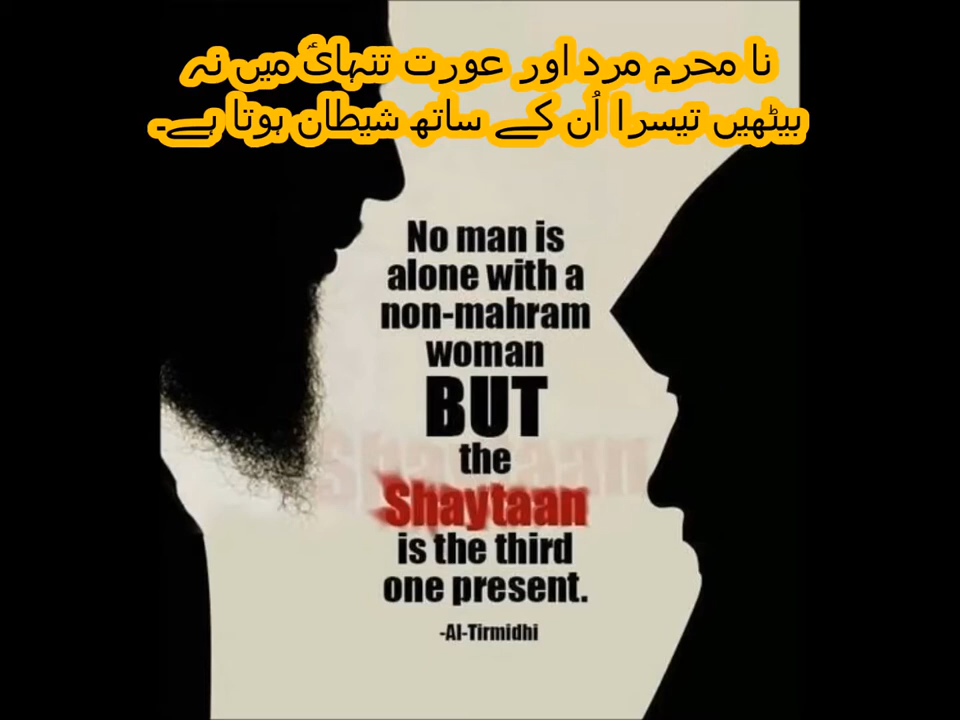 نا محرم مرد اور عورت تنہائ میں نہ
بیٹھیں تیسرا اُن کے ساتھ شیطان ہوتا ہے۔
No man is
alone with a
non-mahram
woman
BUT
the
Shaytaan
is the third
one present.
-Al-Tirmidhi